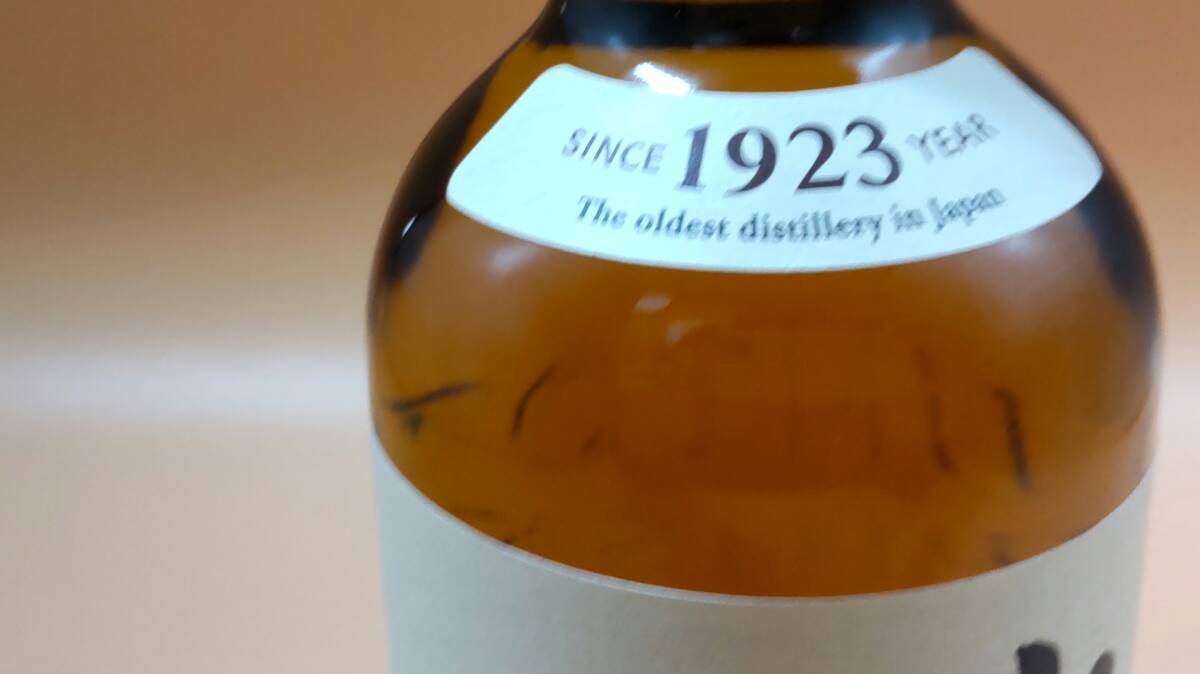 SINCE 1923 YEAR
The oldest distillery in Japan